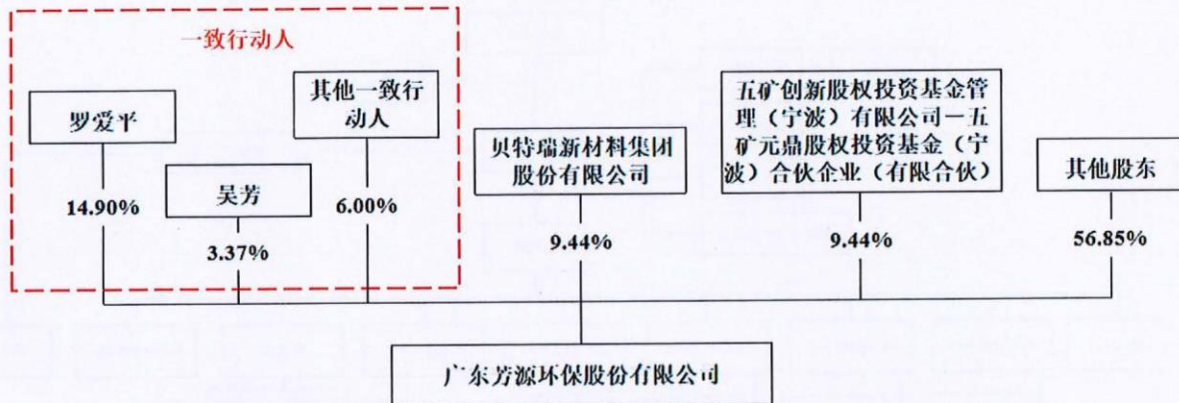 一致行动人
罗爱平
14.90%
吴芳
3.37%
其他一致行
动人
6.00%
贝特瑞新材料集团
股份有限公司
9.44%
五矿创新股权投资基金管
理（宁波）有限公司－五
矿元鼎股权投资基金（宁
波）合伙企业（有限合伙）
9.44%
其他股东
56.85%
广东芳源环保股份有限公司